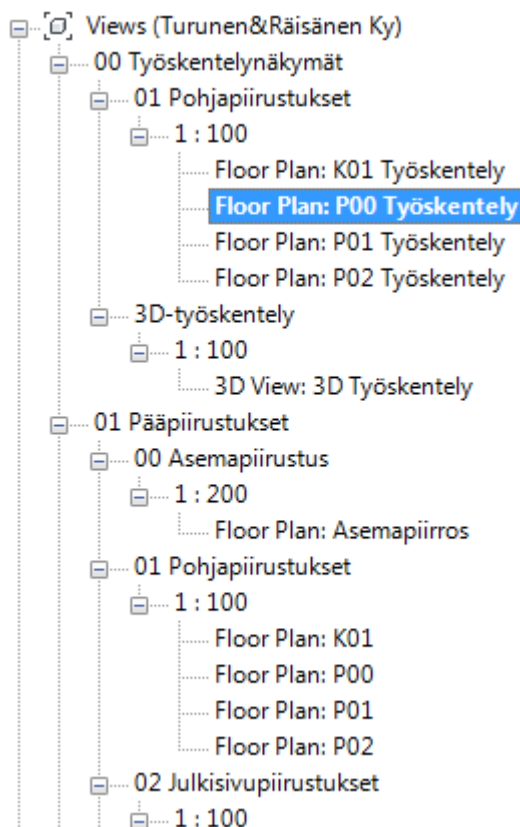 Views (Turunen&Räisänen Ky)
00 Työskentelynäkymät
01 Pohjapiirustukset
1 : 100
Floor Plan: K01 Työskentely
Floor Plan: P00 Työskentely
Floor Plan: P01 Työskentely
Floor Plan: P02 Työskentely
3D-työskentely
1 : 100
3D View: 3D Työskentely
01 Pääpiirustukset
00 Asemapiirustus
1 : 200
Floor Plan: Asemapiirros
01 Pohjapiirustukset
1 : 100
Floor Plan: K01
Floor Plan: P00
Floor Plan: P01
Floor Plan: P02
02 Julkisivupiirustukset
1 : 100